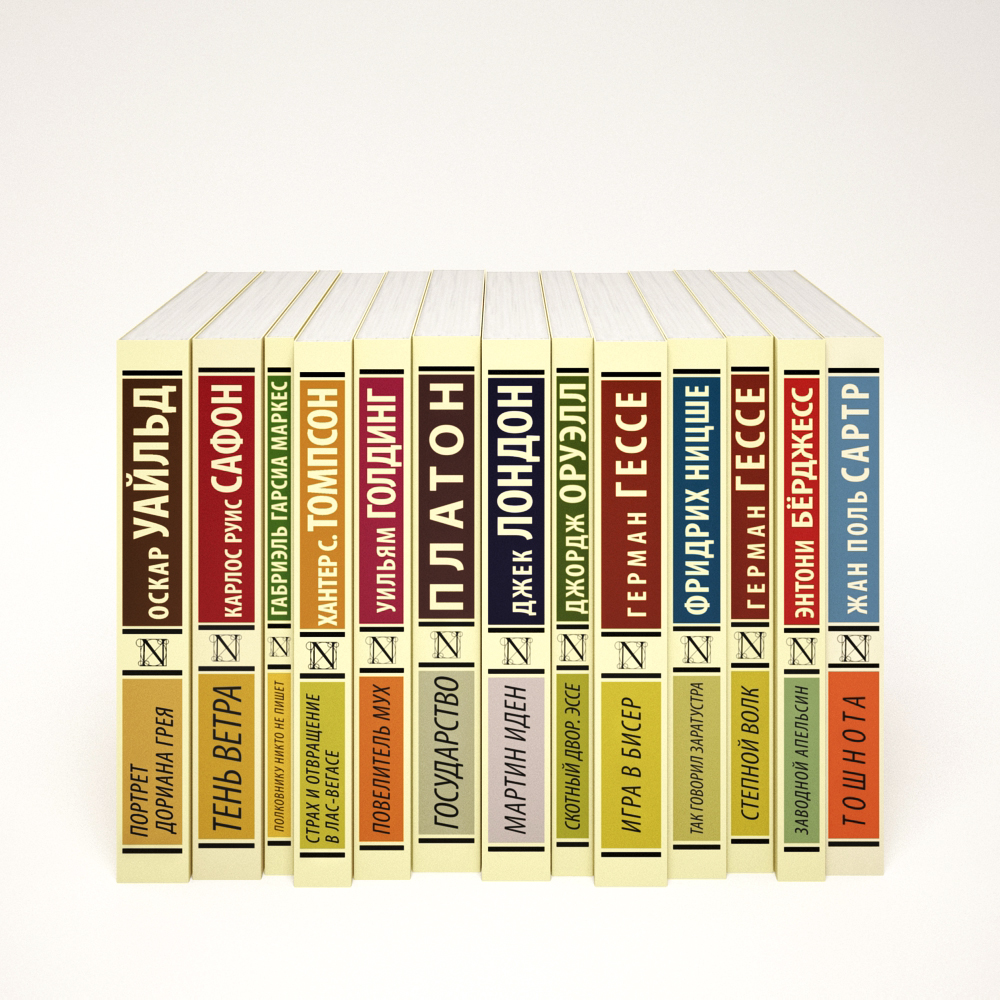 ОСКАР УАЙЛЬД
ПОРТРЕТ
ДОРИАНА ГРЕЯ
КАРЛОС РУИС САФОН
ТЕНЬ ВЕТРА
ГАБРИЭЛЬ ГАРСИА МАРКЕС
ПОЛКОВНИКУ НИКТО НЕ ПИШЕТ
ХАНТЕР С. ТОМПСОН
СТРАХ И ОТВРАЩЕНИЕ
В ЛАС-ВЕГАСЕ
УИЛЬЯМ ГОЛДИНГ
ПОВЕЛИТЕЛЬ МУХ
ПЛАТОН
ГОСУДАРСТВО
ДЖЕК ЛОНДОН
МАРТИН ИДЕН
ДЖОРДЖ ОРУЭЛЛ
СКОТНЫЙ ДВОР. ЭССЕ
ГЕРМАН ГЕССЕ
ИГРА В БИСЕР
ФРИДРИХ НИЦШЕ
ТАК ГОВОРИЛ ЗАРАТУСТРА
ГЕРМАН ГЕССЕ
СТЕПНОЙ ВОЛК
ЭНТОНИ БЁРДЖЕСС
ЗАВОДНОЙ АПЕЛЬСИН
ЖАН ПОЛЬ САРТР
ТОШНОТА